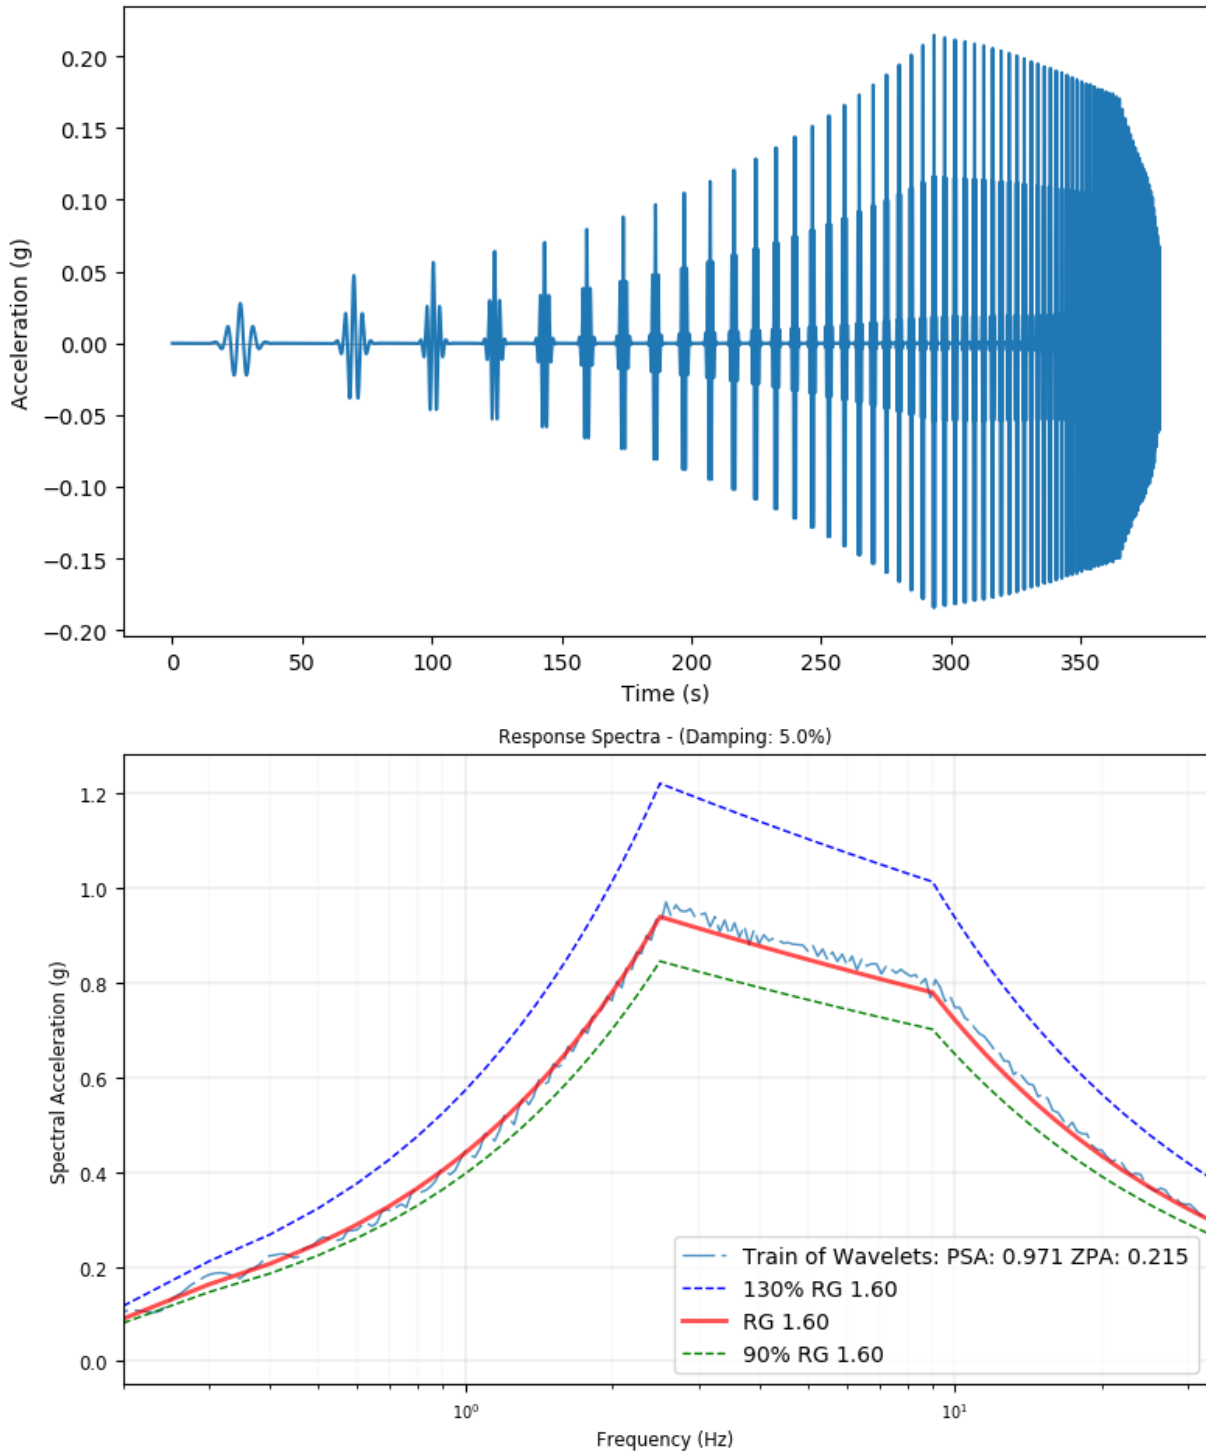 0.20
0.15
0.10
0.05
0.00
−0.05
−0.10
−0.15
−0.20
Acceleration (g)
0 50 100 150 200 250 300 350
Time (s)
Response Spectra - (Damping: 5.0%)
1.2
1.0
0.8
0.6
0.4
0.2
0.0
Spectral Acceleration (g)
Train of Wavelets: PSA: 0.971 ZPA: 0.215
130% RG 1.60
RG 1.60
90% RG 1.60
10⁰ 10¹
Frequency (Hz)